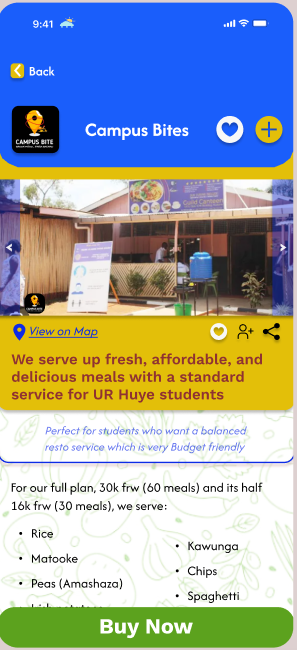 9:41
Back
CAMPUS BITE
Campus Bites
View on Map
We serve up fresh, affordable, and
delicious meals with a standard
service for UR Huye students
Perfect for students who want a balanced
resto service which is very Budget friendly
For our full plan, 30k frw (60 meals) and its half
16k frw (30 meals), we serve:
• Rice
• Matooke
• Peas (Amashaza)
• Kawunga
• Chips
• Spaghetti
Buy Now